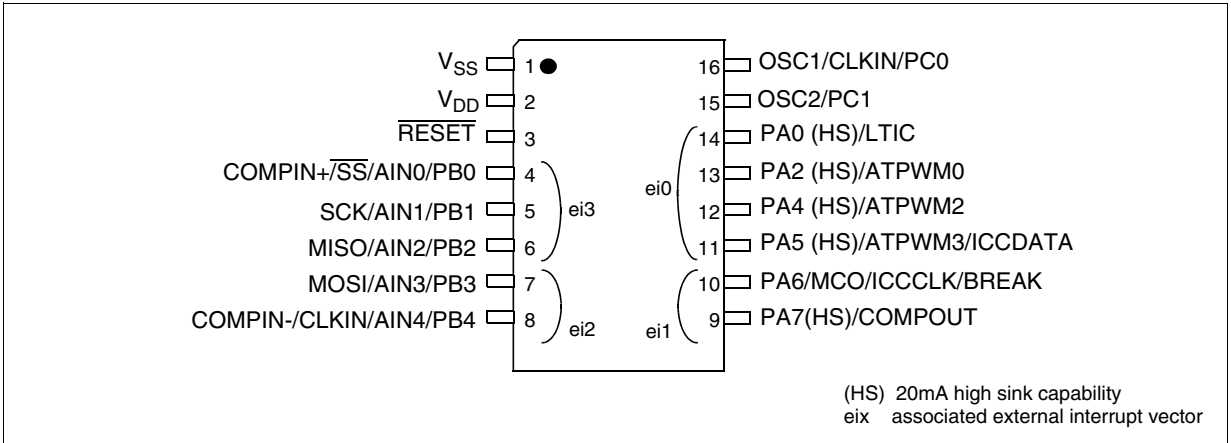 VSS 1
VDD 2
RESET 3
COMPIN+/SS/AIN0/PB0 4
SCK/AIN1/PB1 5
MISO/AIN2/PB2 6
ei3
MOSI/AIN3/PB3 7
COMPIN-/CLKIN/AIN4/PB4 8
ei2
16 OSC1/CLKIN/PC0
15 OSC2/PC1
14 PA0 (HS)/LTIC
13 PA2 (HS)/ATPWM0
12 PA4 (HS)/ATPWM2
11 PA5 (HS)/ATPWM3/ICCDATA
ei0
10 PA6/MCO/ICCCLK/BREAK
9 PA7(HS)/COMPOUT
ei1
(HS) 20mA high sink capability
eix associated external interrupt vector